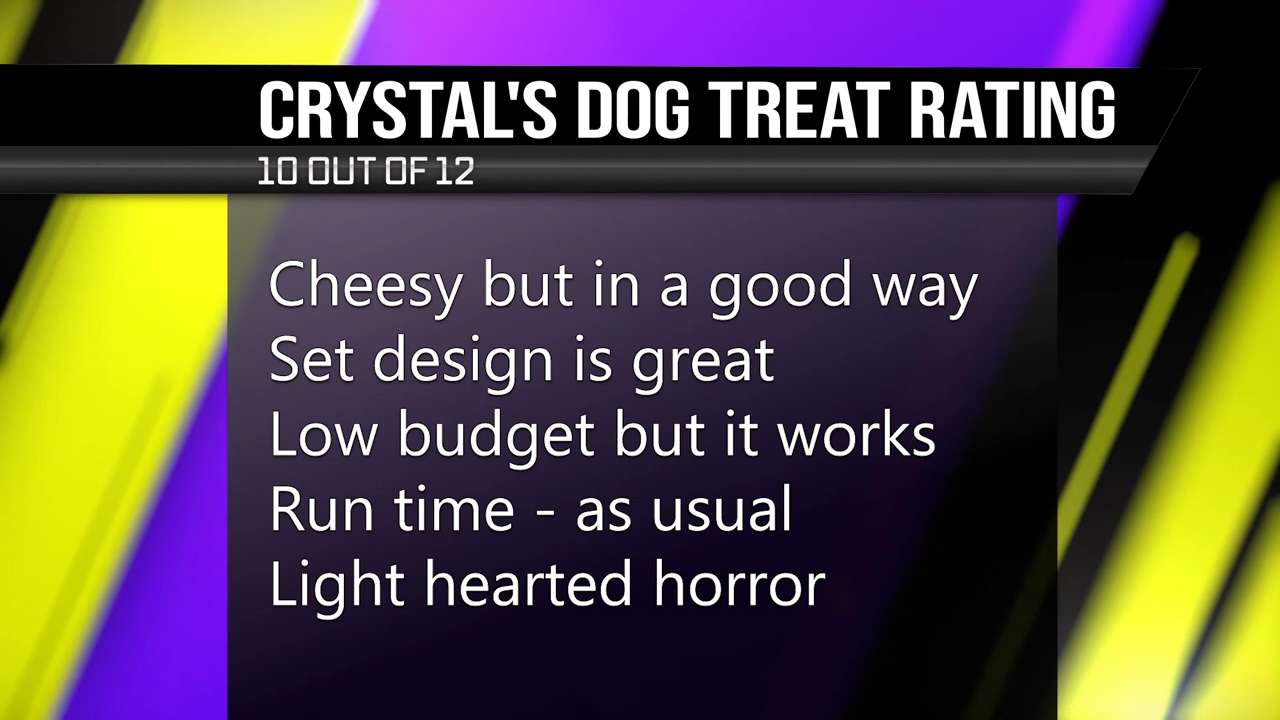 CRYSTAL'S DOG TREAT RATING
10 OUT OF 12
Cheesy but in a good way
Set design is great
Low budget but it works
Run time - as usual
Light hearted horror